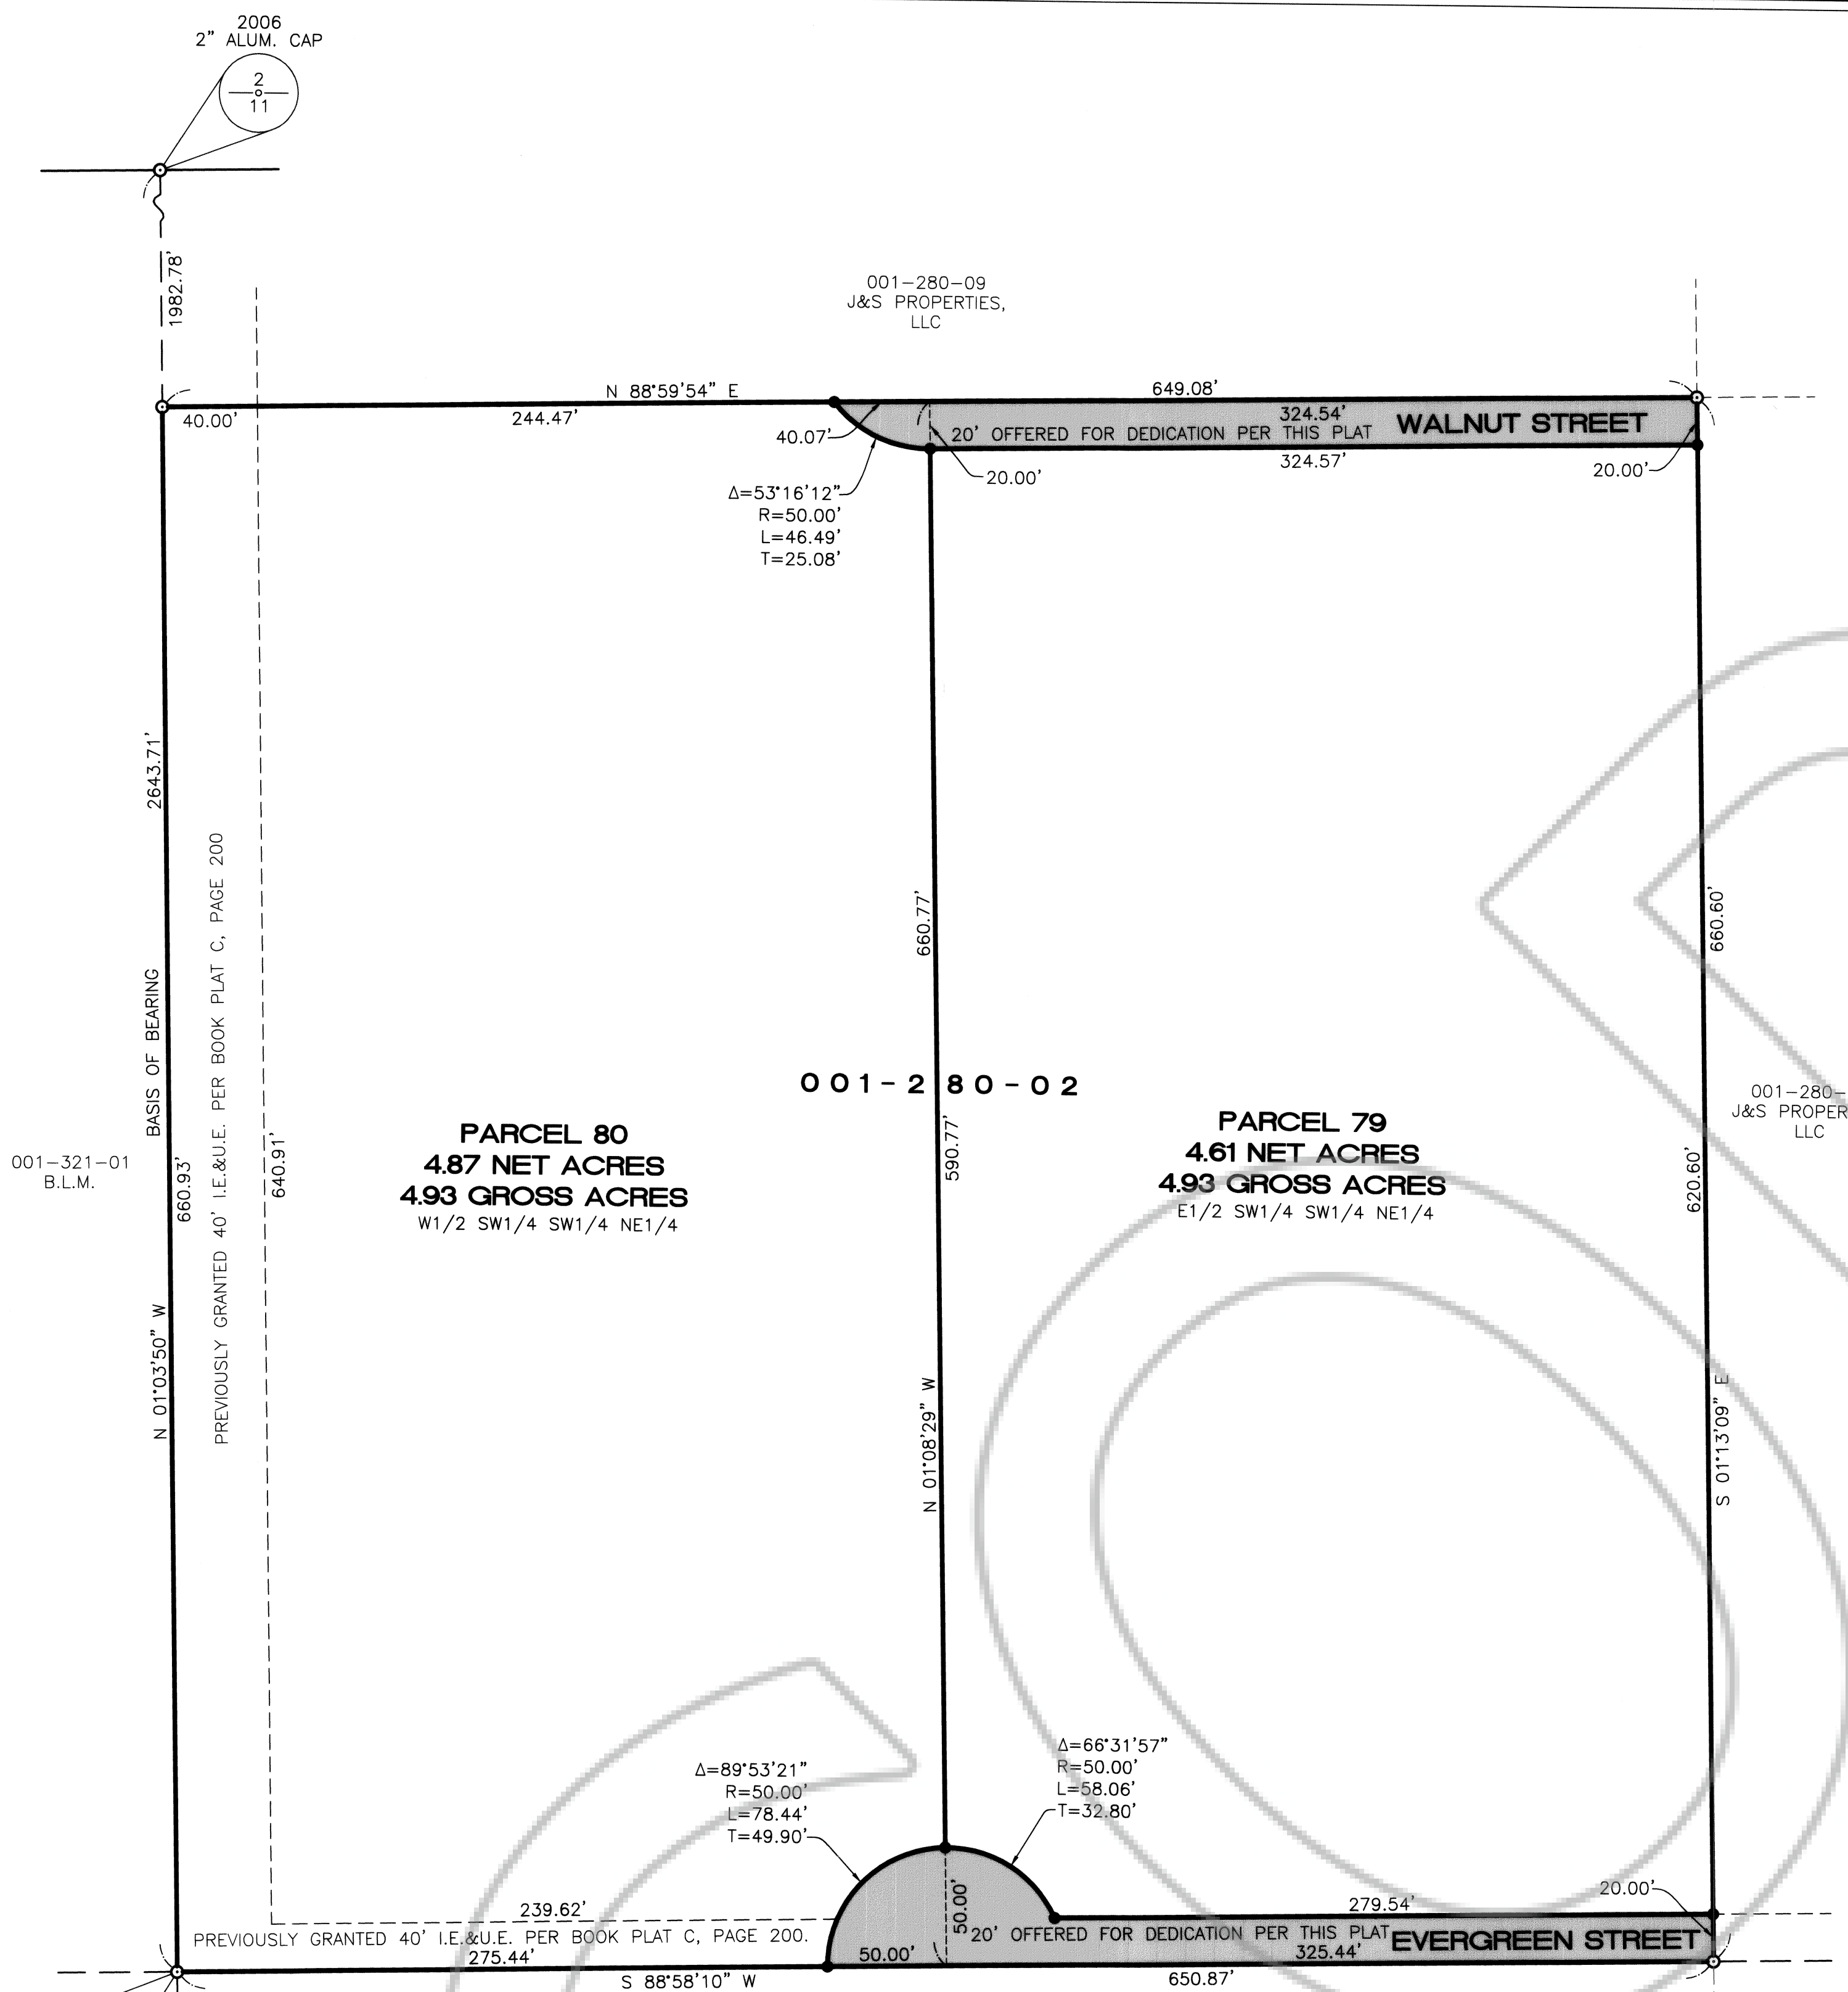 2006
2" ALUM. CAP
2
11
1982.78'
001-280-09
J&S PROPERTIES,
LLC
N 88°59'54" E
649.08'
40.00'
244.47'
40.07'
324.54'
WALNUT STREET
20' OFFERED FOR DEDICATION PER THIS PLAT
324.57'
20.00'
20.00'
Δ=53°16'12"
R=50.00'
L=46.49'
T=25.08'
2643.71'
BASIS OF BEARING
N 01°03'50" W
660.93'
PREVIOUSLY GRANTED 40' I.E.&U.E. PER BOOK PLAT C, PAGE 200
640.91'
660.77'
660.60'
001-280-02
001-321-01
B.L.M.
PARCEL 80
4.87 NET ACRES
4.93 GROSS ACRES
W1/2 SW1/4 SW1/4 NE1/4
590.77'
PARCEL 79
4.61 NET ACRES
4.93 GROSS ACRES
E1/2 SW1/4 SW1/4 NE1/4
620.60'
001-280-
J&S PROPER
LLC
N 01°08'29" W
S 01°13'09" E
Δ=89°53'21"
R=50.00'
L=78.44'
T=49.90'
Δ=66°31'57"
R=50.00'
L=58.06'
T=32.80'
239.62'
50.00'
279.54'
20.00'
PREVIOUSLY GRANTED 40' I.E.&U.E. PER BOOK PLAT C, PAGE 200.
20' OFFERED FOR DEDICATION PER THIS PLAT
EVERGREEN STREET
275.44'
50.00'
325.44'
S 88°58'10" W
650.87'